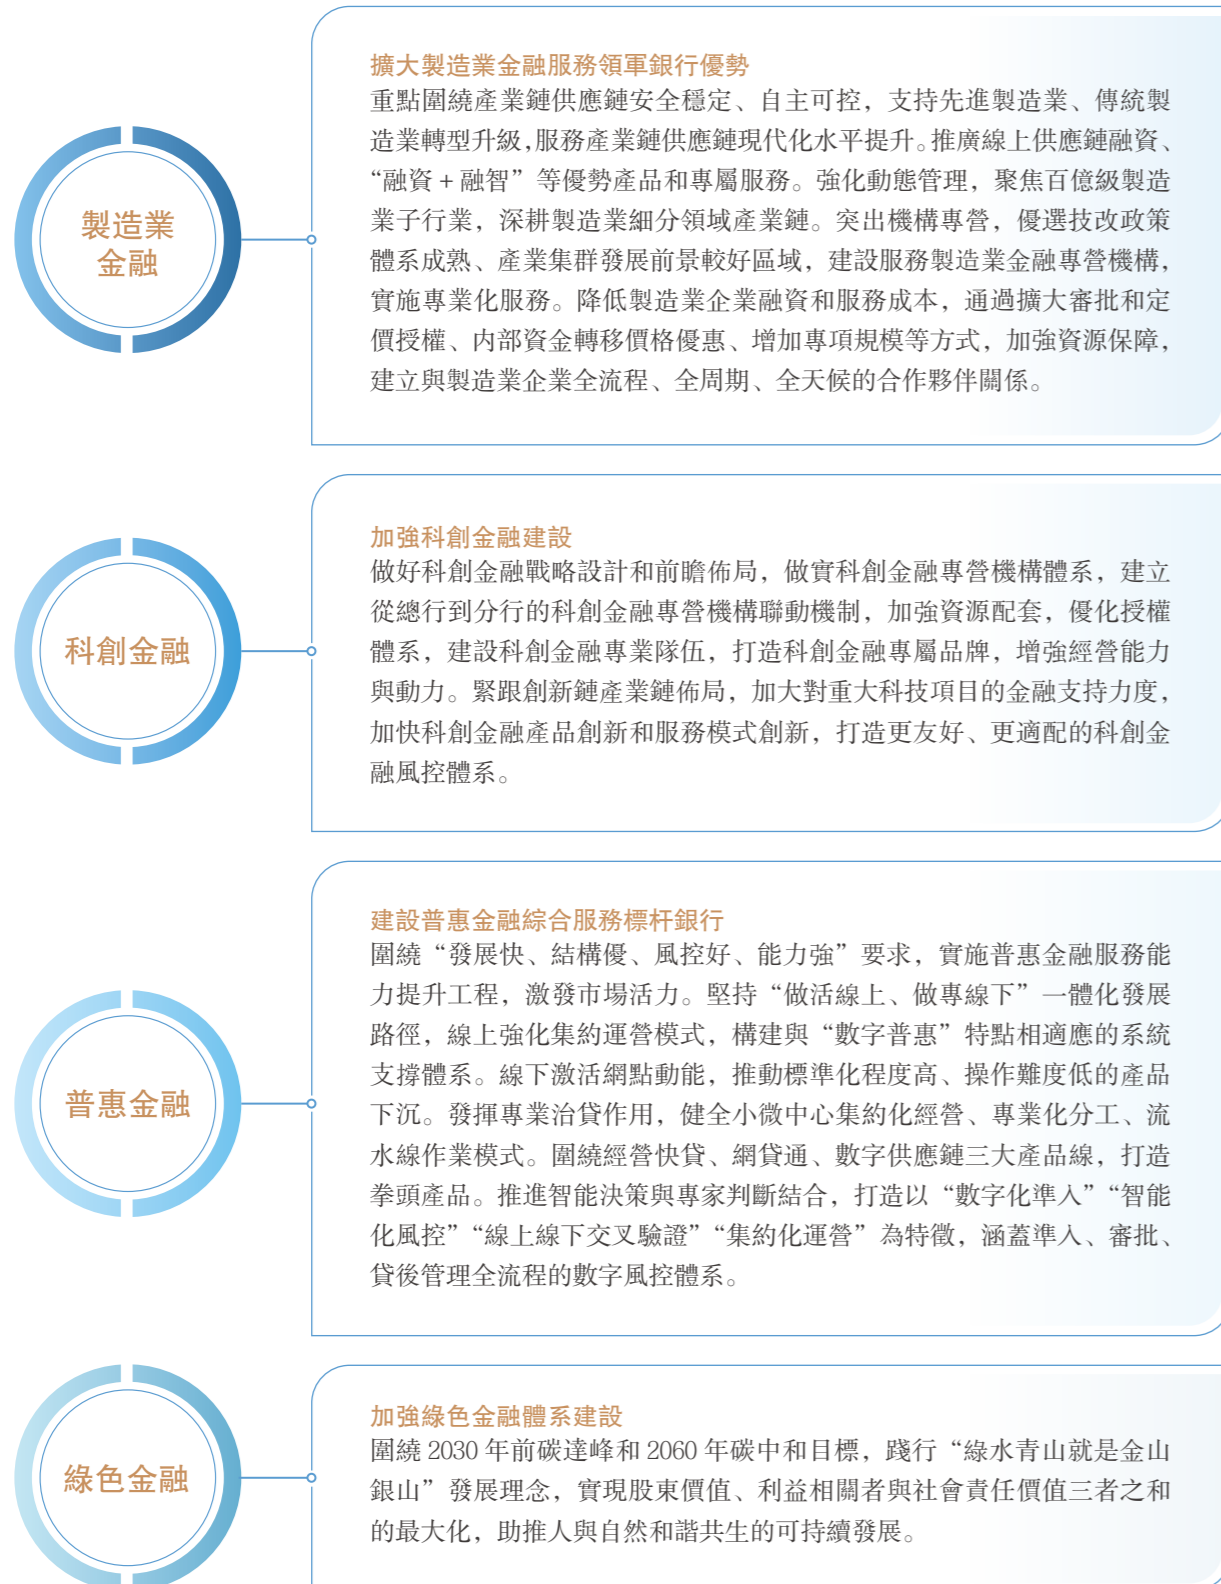 製造業
金融
擴大製造業金融服務領軍銀行優勢
重點圍繞產業鏈供應鏈安全穩定、自主可控，支持先進製造業、傳統製
造業轉型升級，服務產業鏈供應鏈現代化水平提升。推廣線上供應鏈融資、
“融資 + 融智”等優勢產品和專屬服務。強化動態管理，聚焦百億級製造
業子行業，深耕製造業細分領域產業鏈。突出機構專營，優選技改政策
體系成熟、產業集群發展前景較好區域，建設服務製造業金融專營機構，
實施專業化服務。降低製造業企業融資和服務成本，通過擴大審批和定
價授權、內部資金轉移價格優惠、增加專項規模等方式，加強資源保障，
建立與製造業企業全流程、全周期、全天候的合作夥伴關係。
科創金融
加強科創金融建設
做好科創金融戰略設計和前瞻佈局，做實科創金融專營機構體系，建立
從總行到分行的科創金融專營機構聯動機制，加強資源配套，優化授權
體系，建設科創金融專業隊伍，打造科創金融專屬品牌，增強經營能力
與動力。緊跟創新鏈產業鏈佈局，加大對重大科技項目的金融支持力度，
加快科創金融產品創新和服務模式創新，打造更友好、更適配的科創金
融風控體系。
普惠金融
建設普惠金融綜合服務標杆銀行
圍繞“發展快、結構優、風控好、能力強”要求，實施普惠金融服務能
力提升工程，激發市場活力。堅持“做活線上、做專線下”一體化發展
路徑，線上強化集約運營模式，構建與“數字普惠”特點相適應的系統
支撐體系。線下激活網點動能，推動標準化程度高、操作難度低的產品
下沉。發揮專業治貸作用，健全小微中心集約化經營、專業化分工、流
水線作業模式。圍繞經營快貸、網貸通、數字供應鏈三大產品線，打造
拳頭產品。推進智能決策與專家判斷結合，打造以“數字化準入”“智能
化風控”“線上線下交叉驗證”“集約化運營”為特徵，涵蓋準入、審批、
貸後管理全流程的數字風控體系。
綠色金融
加強綠色金融體系建設
圍繞 2030 年前碳達峰和 2060 年碳中和目標，踐行“綠水青山就是金山
銀山”發展理念，實現股東價值、利益相關者與社會責任價值三者之和
的最大化，助推人與自然和諧共生的可持續發展。